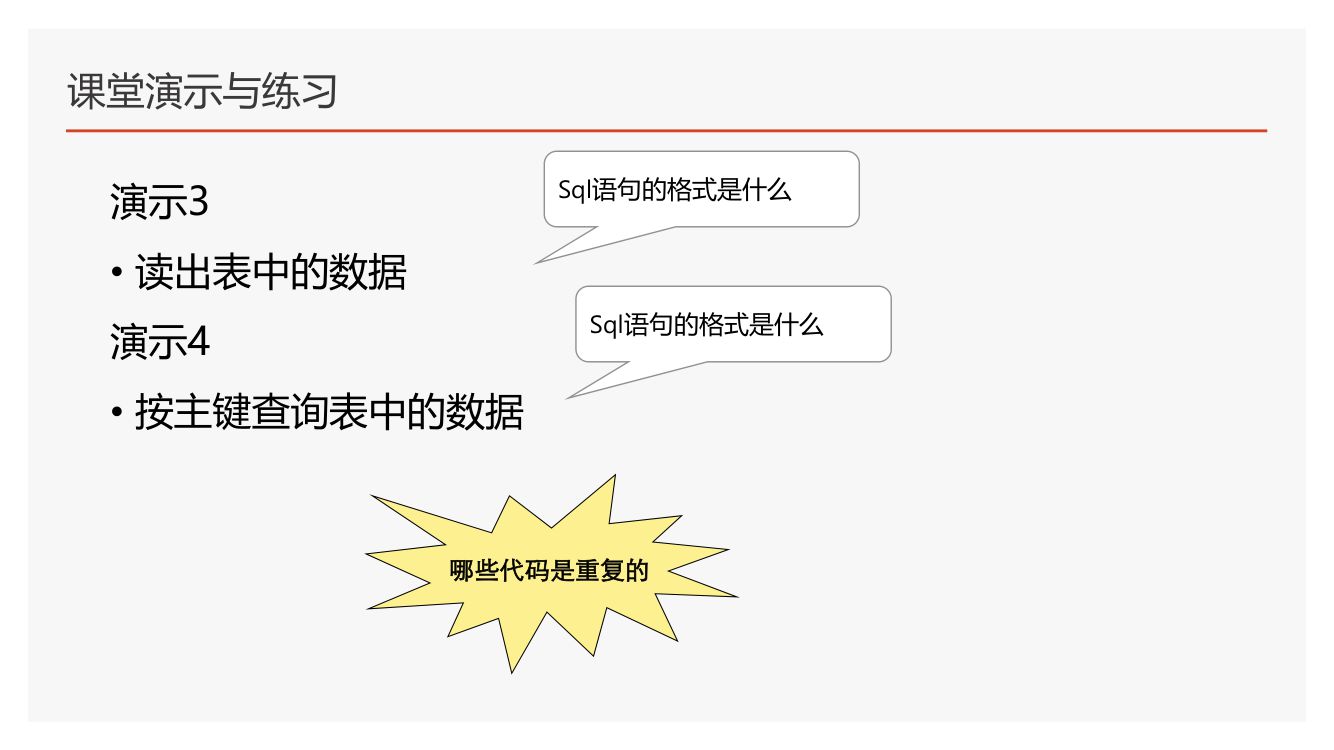 课堂演示与练习
Sql语句的格式是什么
演示3
• 读出表中的数据
Sql语句的格式是什么
演示4
• 按主键查询表中的数据
哪些代码是重复的